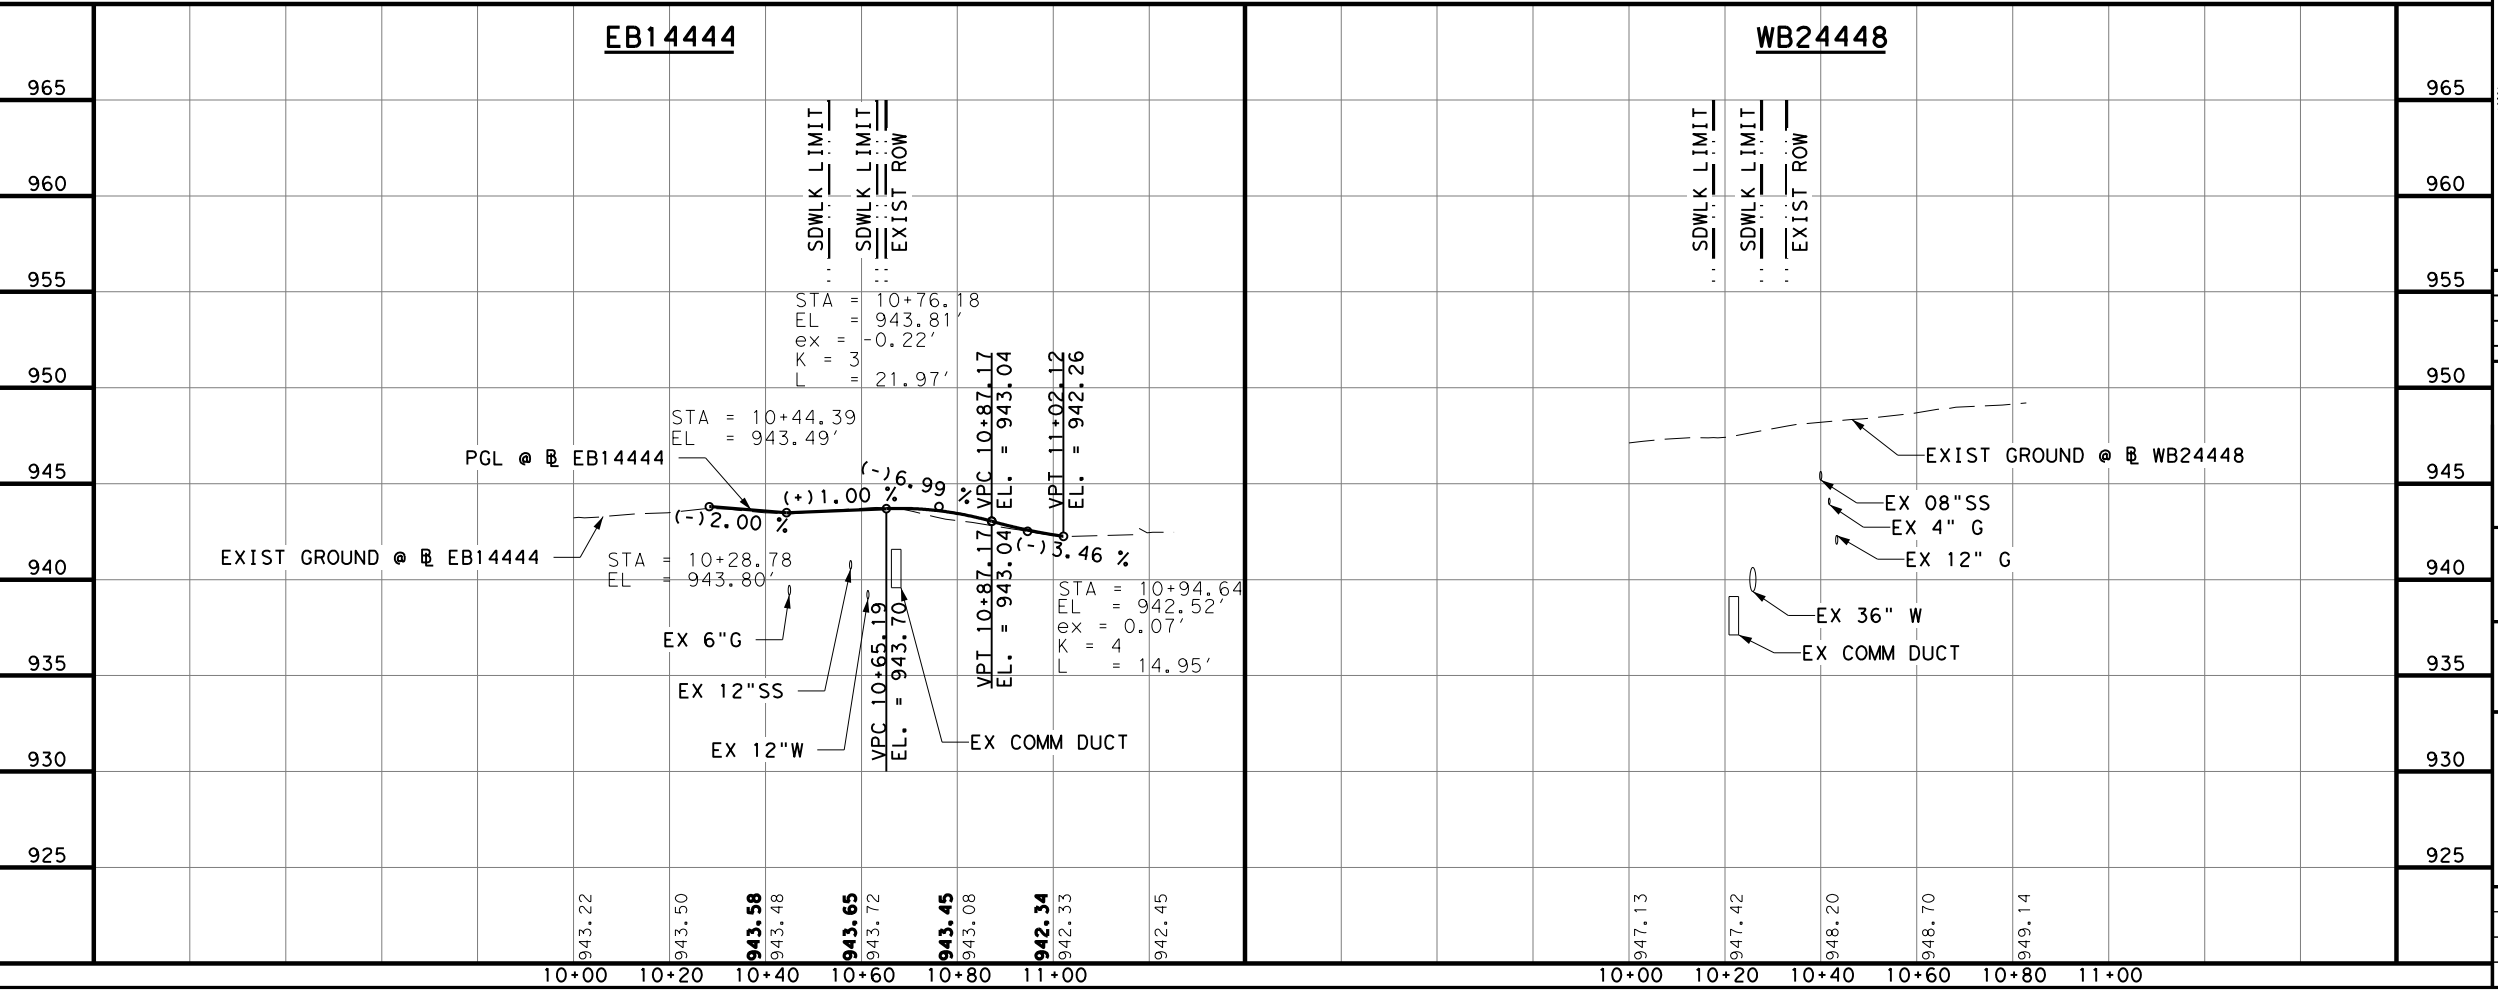 EB14444
WB24448
965
960
955
950
945
940
935
930
925
SDWLK LIMIT
SDWLK LIMIT
EXIST ROW
STA = 10+76.18
EL = 943.81'
ex = -0.22'
K = 3
L = 21.97'
STA = 10+44.39
EL = 943.49'
PGL @ BL EB14444
(-)2.00 %
(+)1.00 %
(-)6.99 %
(-)3.46 %
VPC 10+87.17
EL. = 943.04
VPT 11+02.12
EL. = 942.26
EXIST GROUND @ BL EB14444
STA = 10+28.78
EL = 943.80'
EX 6"G
EX 12"SS
EX 12"W
VPC 10+65.19
EL. = 943.70
VPT 10+87.17
EL. = 943.04
STA = 10+94.64
EL = 942.52'
ex = 0.07'
K = 4
L = 14.95'
EX COMM DUCT
943.22
943.50
943.58
943.48
943.65
943.72
943.45
943.08
942.34
942.33
942.45
10+00
10+20
10+40
10+60
10+80
11+00
SDWLK LIMIT
SDWLK LIMIT
EXIST ROW
EXIST GROUND @ BL WB24448
EX 08"SS
EX 4" G
EX 12" G
EX 36" W
EX COMM DUCT
947.13
947.42
948.20
948.70
949.14
10+00
10+20
10+40
10+60
10+80
11+00
965
960
955
950
945
940
935
930
925